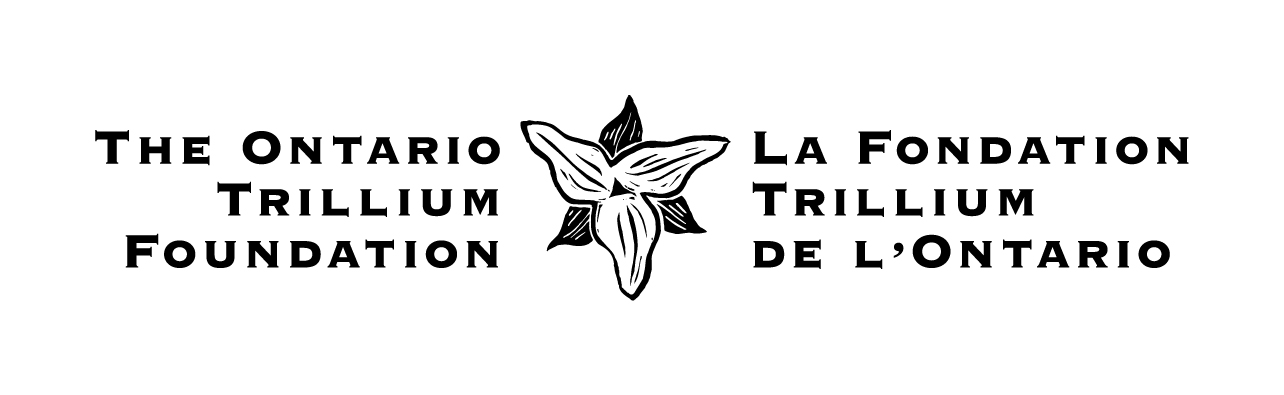 The Ontario
Trillium
Foundation
La Fondation
Trillium
de l'Ontario